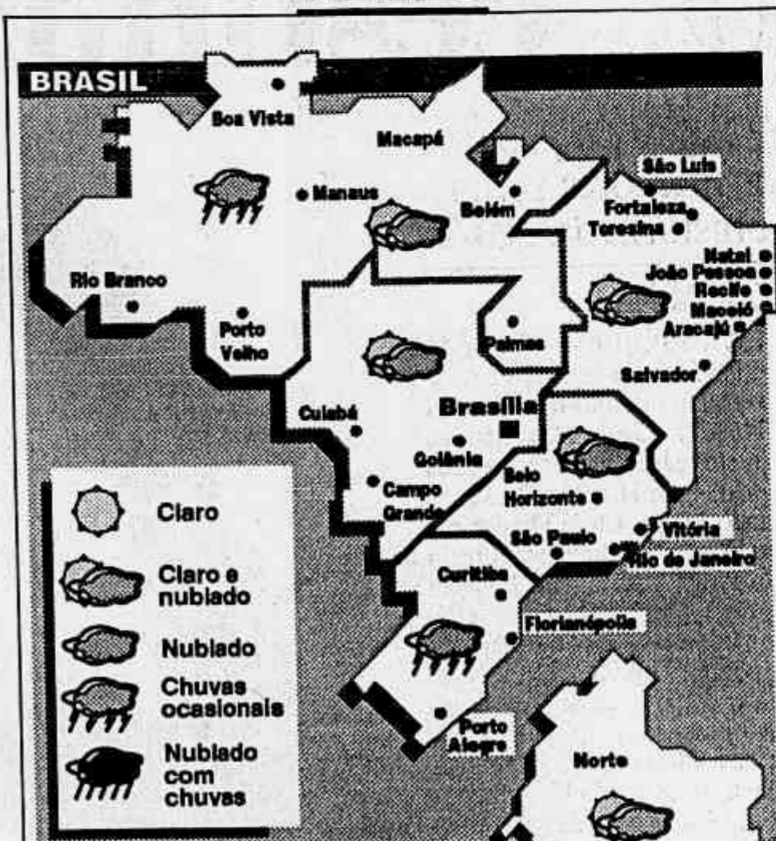 BRASIL
Boa Vista
Macapá
São Luís
Manaus
Belém
Fortaleza
Teresina
Natal
João Pessoa
Recife
Maceió
Aracajú
Rio Branco
Porto
Velho
Palmas
Salvador
Brasília
Cuiabá
Goiânia
Campo
Grande
Belo
Horizonte
São Paulo
Vitória
Rio de Janeiro
Curitiba
Florianópolis
Porto
Alegre
Claro
Claro e
nublado
Nublado
Chuvas
ocasionais
Nublado
com
chuvas
Norte